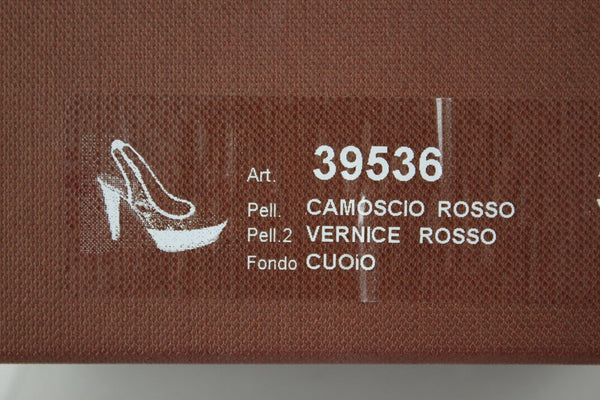 Art. 39536
Pell. CAMOSCIO ROSSO
Pell.2 VERNICE ROSSO
Fondo CUOiO